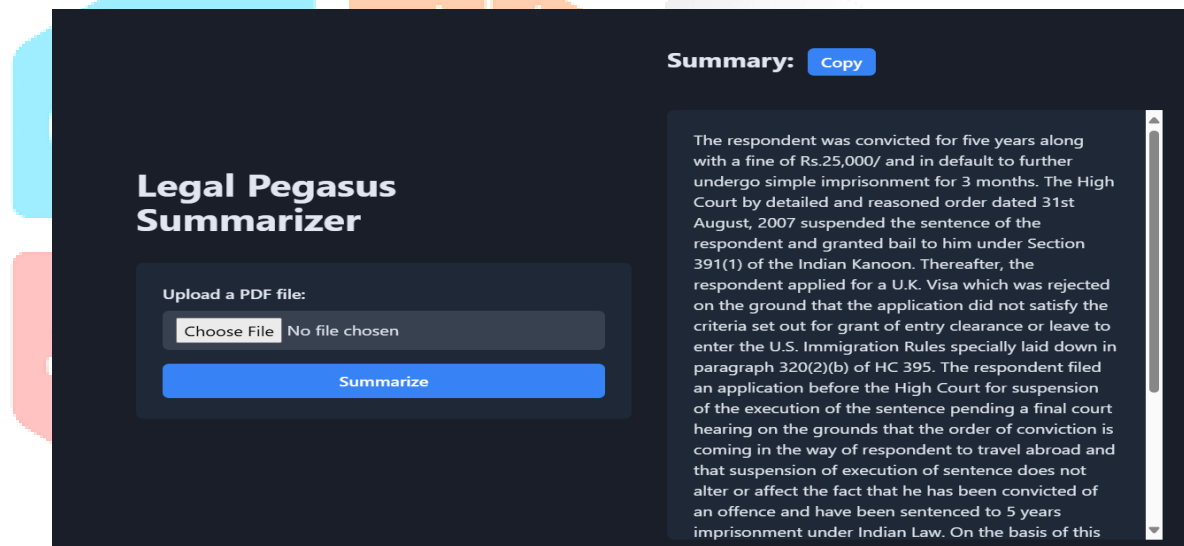 Legal Pegasus
Summarizer
Upload a PDF file:
Choose File No file chosen
Summarize
Summary: Copy
The respondent was convicted for five years along
with a fine of Rs.25,000/ and in default to further
undergo simple imprisonment for 3 months. The High
Court by detailed and reasoned order dated 31st
August, 2007 suspended the sentence of the
respondent and granted bail to him under Section
391(1) of the Indian Kanoon. Thereafter, the
respondent applied for a U.K. Visa which was rejected
on the ground that the application did not satisfy the
criteria set out for grant of entry clearance or leave to
enter the U.S. Immigration Rules specially laid down in
paragraph 320(2)(b) of HC 395. The respondent filed
an application before the High Court for suspension
of the execution of the sentence pending a final court
hearing on the grounds that the order of conviction is
coming in the way of respondent to travel abroad and
that suspension of execution of sentence does not
alter or affect the fact that he has been convicted of
an offence and have been sentenced to 5 years
imprisonment under Indian Law. On the basis of this